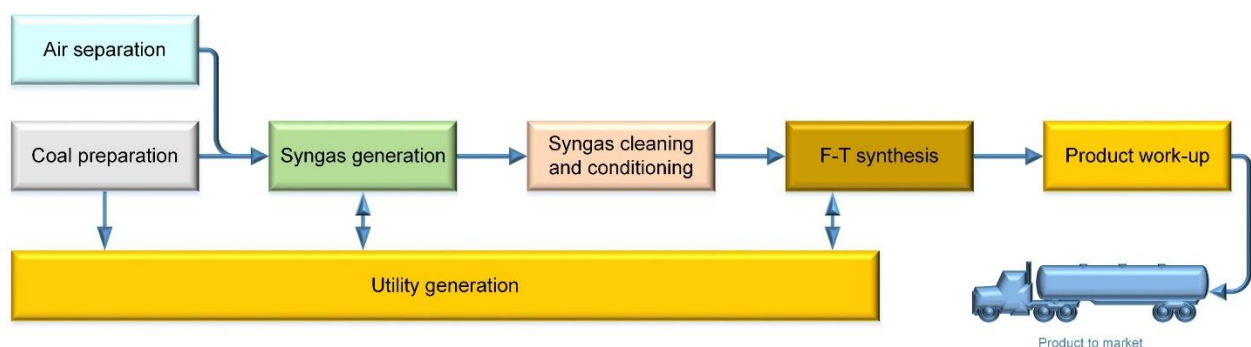 Air separation
Coal preparation
Syngas generation
Syngas cleaning
and conditioning
F-T synthesis
Product work-up
Utility generation
Product to market